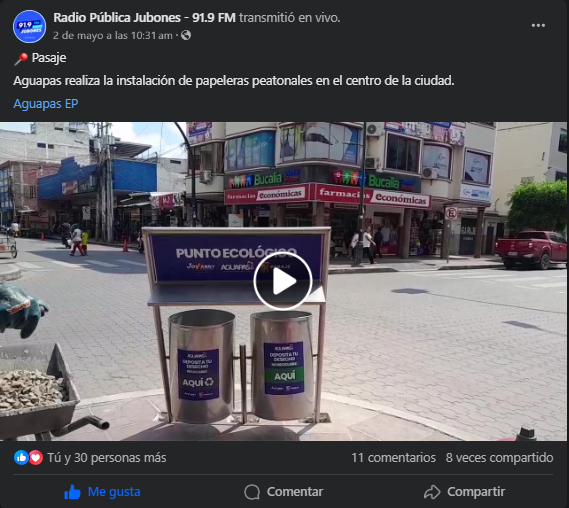 Radio Pública Jubones - 91.9 FM transmitió en vivo.
2 de mayo a las 10:31 am ·
📍 Pasaje
Aguapas realiza la instalación de papeleras peatonales en el centro de la ciudad.
Aguapas EP
91.9
Bucalia
Bucalia
farmacias económicas
farmacias económicas
E
PUNTO ECOLÓGICO
AGUAPAS
AGUAPAS
DEPOSITA TU
DESECHO
AQUÍ
AGUAPAS
DEPOSITA TU
DESECHO
AQUÍ
Tú y 30 personas más
11 comentarios 8 veces compartido
Me gusta
Comentar
Compartir